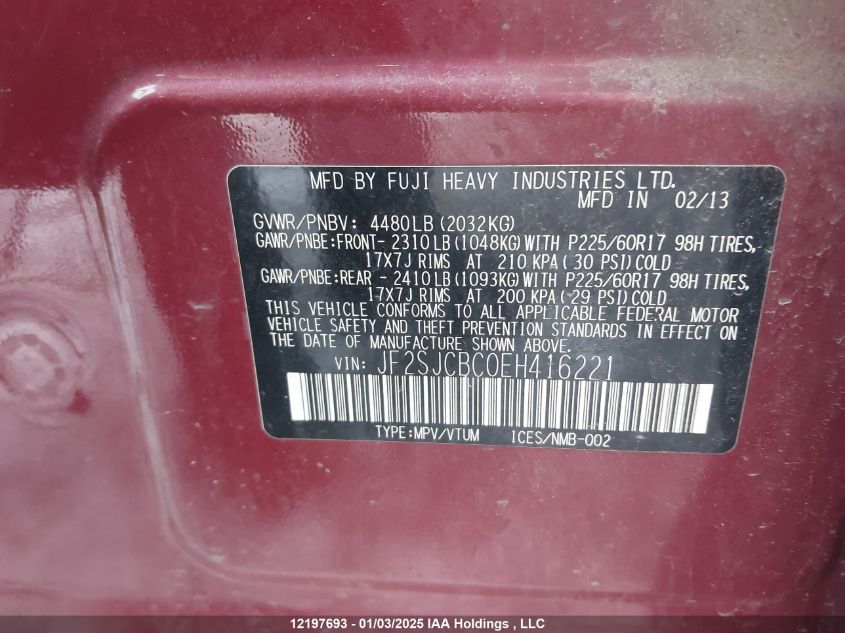 MFD BY FUJI HEAVY INDUSTRIES LTD.
MFD IN 02/13
GVWR/PNBV: 4480LB (2032KG)
GAWR/PNBE:FRONT- 2310LB (1048KG) WITH P225/60R17 98H TIRES,
17X7J RIMS AT 210 KPA ( 30 PSI) COLD
GAWR/PNBE:REAR - 2410LB (1093KG) WITH P225/60R17 98H TIRES,
17X7J RIMS AT 200 KPA ( 29 PSI) COLD
THIS VEHICLE CONFORMS TO ALL APPLICABLE FEDERAL MOTOR
VEHICLE SAFETY AND THEFT PREVENTION STANDARDS IN EFFECT ON
THE DATE OF MANUFACTURE SHOWN ABOVE.
VIN: JF2SJCBC0EH416221
TYPE:MPV/VTUM ICES/NMB-002
12197693 - 01/03/2025 IAA Holdings , LLC